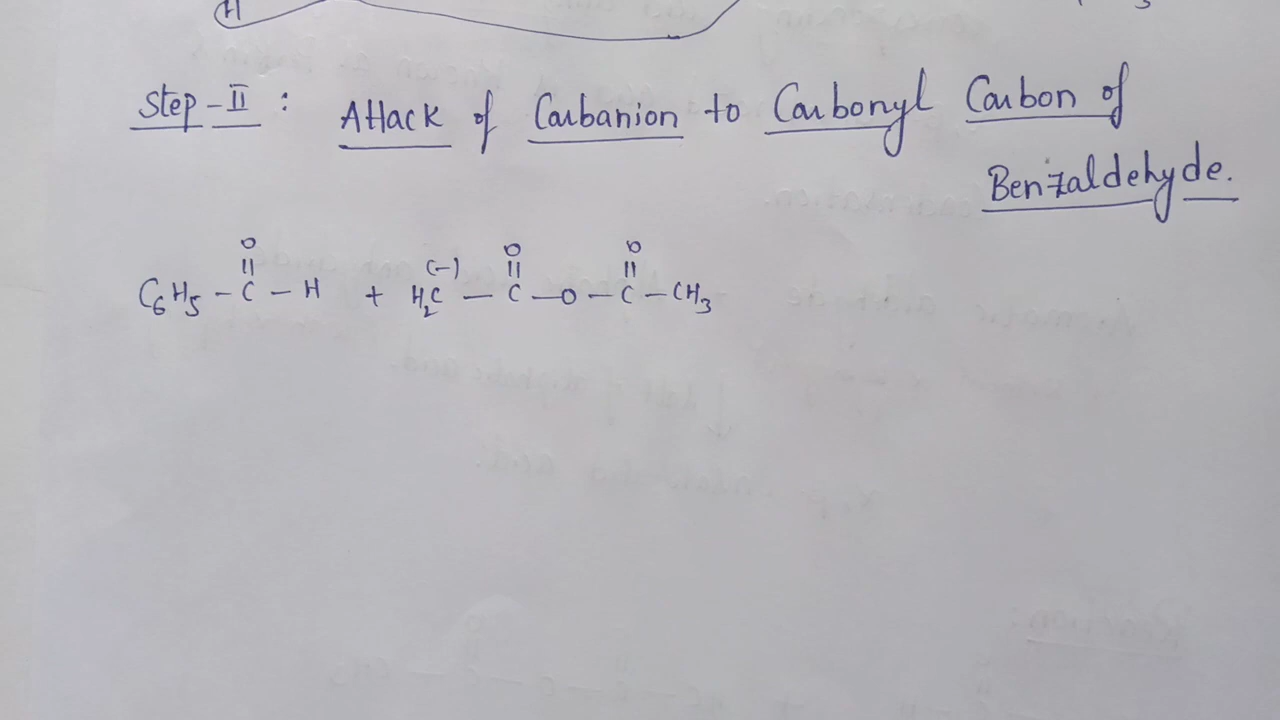 H
Step-II : Attack of Carbanion to Carbonyl Carbon of
Benzaldehyde.
O (-) O O
|| || ||
C6H5 - C - H + H2C - C - O - C - CH3